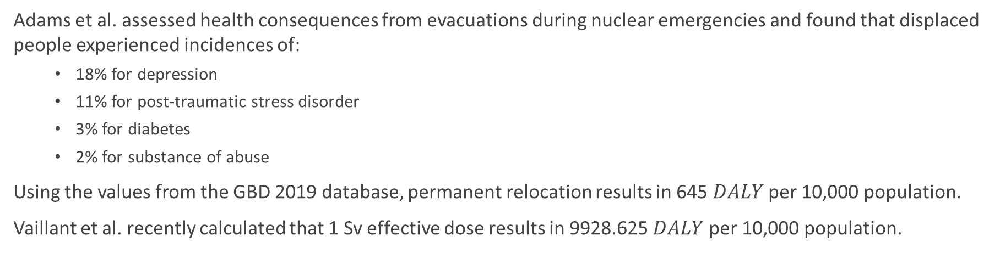 Adams et al. assessed health consequences from evacuations during nuclear emergencies and found that displaced
people experienced incidences of:
• 18% for depression
• 11% for post-traumatic stress disorder
• 3% for diabetes
• 2% for substance of abuse
Using the values from the GBD 2019 database, permanent relocation results in 645 DALY per 10,000 population.
Vaillant et al. recently calculated that 1 Sv effective dose results in 9928.625 DALY per 10,000 population.